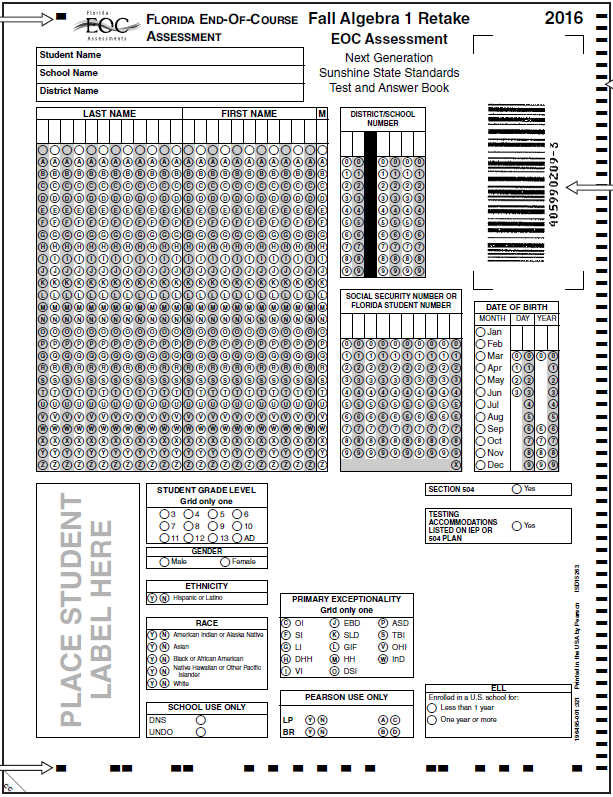 Florida
EOC
Assessments
FLORIDA END-OF-COURSE
ASSESSMENT
Fall Algebra 1 Retake
EOC Assessment
Next Generation
Sunshine State Standards
Test and Answer Book
2016
Student Name
School Name
District Name
LAST NAME FIRST NAME M
DISTRICT/SCHOOL
NUMBER
405990209-3
SOCIAL SECURITY NUMBER OR
FLORIDA STUDENT NUMBER
DATE OF BIRTH
MONTH DAY YEAR
Jan
Feb
Mar
Apr
May
Jun
Jul
Aug
Sep
Oct
Nov
Dec
PLACE STUDENT
LABEL HERE
STUDENT GRADE LEVEL
Grid only one
3 4 5 6
7 8 9 10
11 12 13 AD
GENDER
Male Female
ETHNICITY
Y N Hispanic or Latino
RACE
Y N American Indian or Alaska Native
Y N Asian
Y N Black or African American
Y N Native Hawaiian or Other Pacific
Islander
Y N White
SCHOOL USE ONLY
DNS
UNDO
PRIMARY EXCEPTIONALITY
Grid only one
C OI J EBD P ASD
F SI K SLD S TBI
G LI L GIF V OHI
H DHH M HH W InD
I VI O DSI
PEARSON USE ONLY
LP Y N A C
BR Y N B D
SECTION 504 Yes
TESTING
ACCOMMODATIONS
LISTED ON IEP OR
504 PLAN
Yes
ELL
Enrolled in a U.S. school for:
Less than 1 year
One year or more
Printed in the USA by Pearson ISD15263
CC